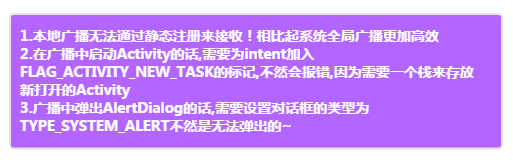 1.本地广播无法通过静态注册来接收！相比起系统全局广播更加高效
2.在广播中启动Activity的话,需要为intent加入
FLAG_ACTIVITY_NEW_TASK的标记,不然会报错,因为需要一个栈来存放
新打开的Activity
3.广播中弹出AlertDialog的话,需要设置对话框的类型为
TYPE_SYSTEM_ALERT不然是无法弹出的~